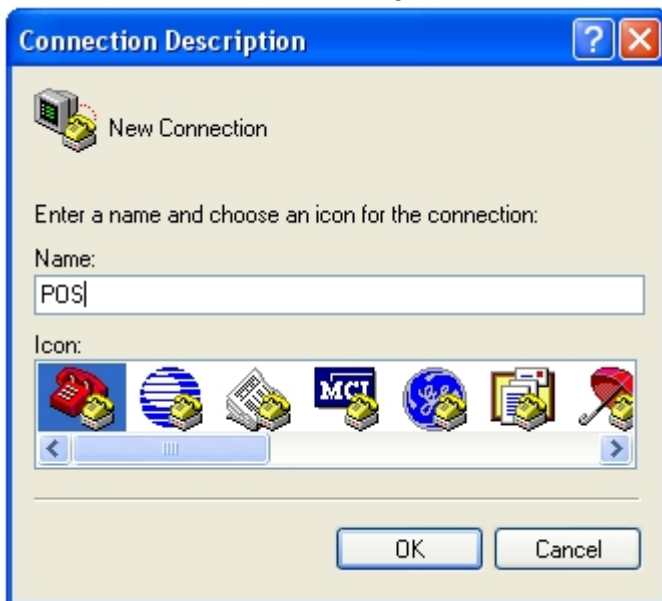 Connection Description
New Connection
Enter a name and choose an icon for the connection:
Name:
POS
Icon:
MCI
OK Cancel